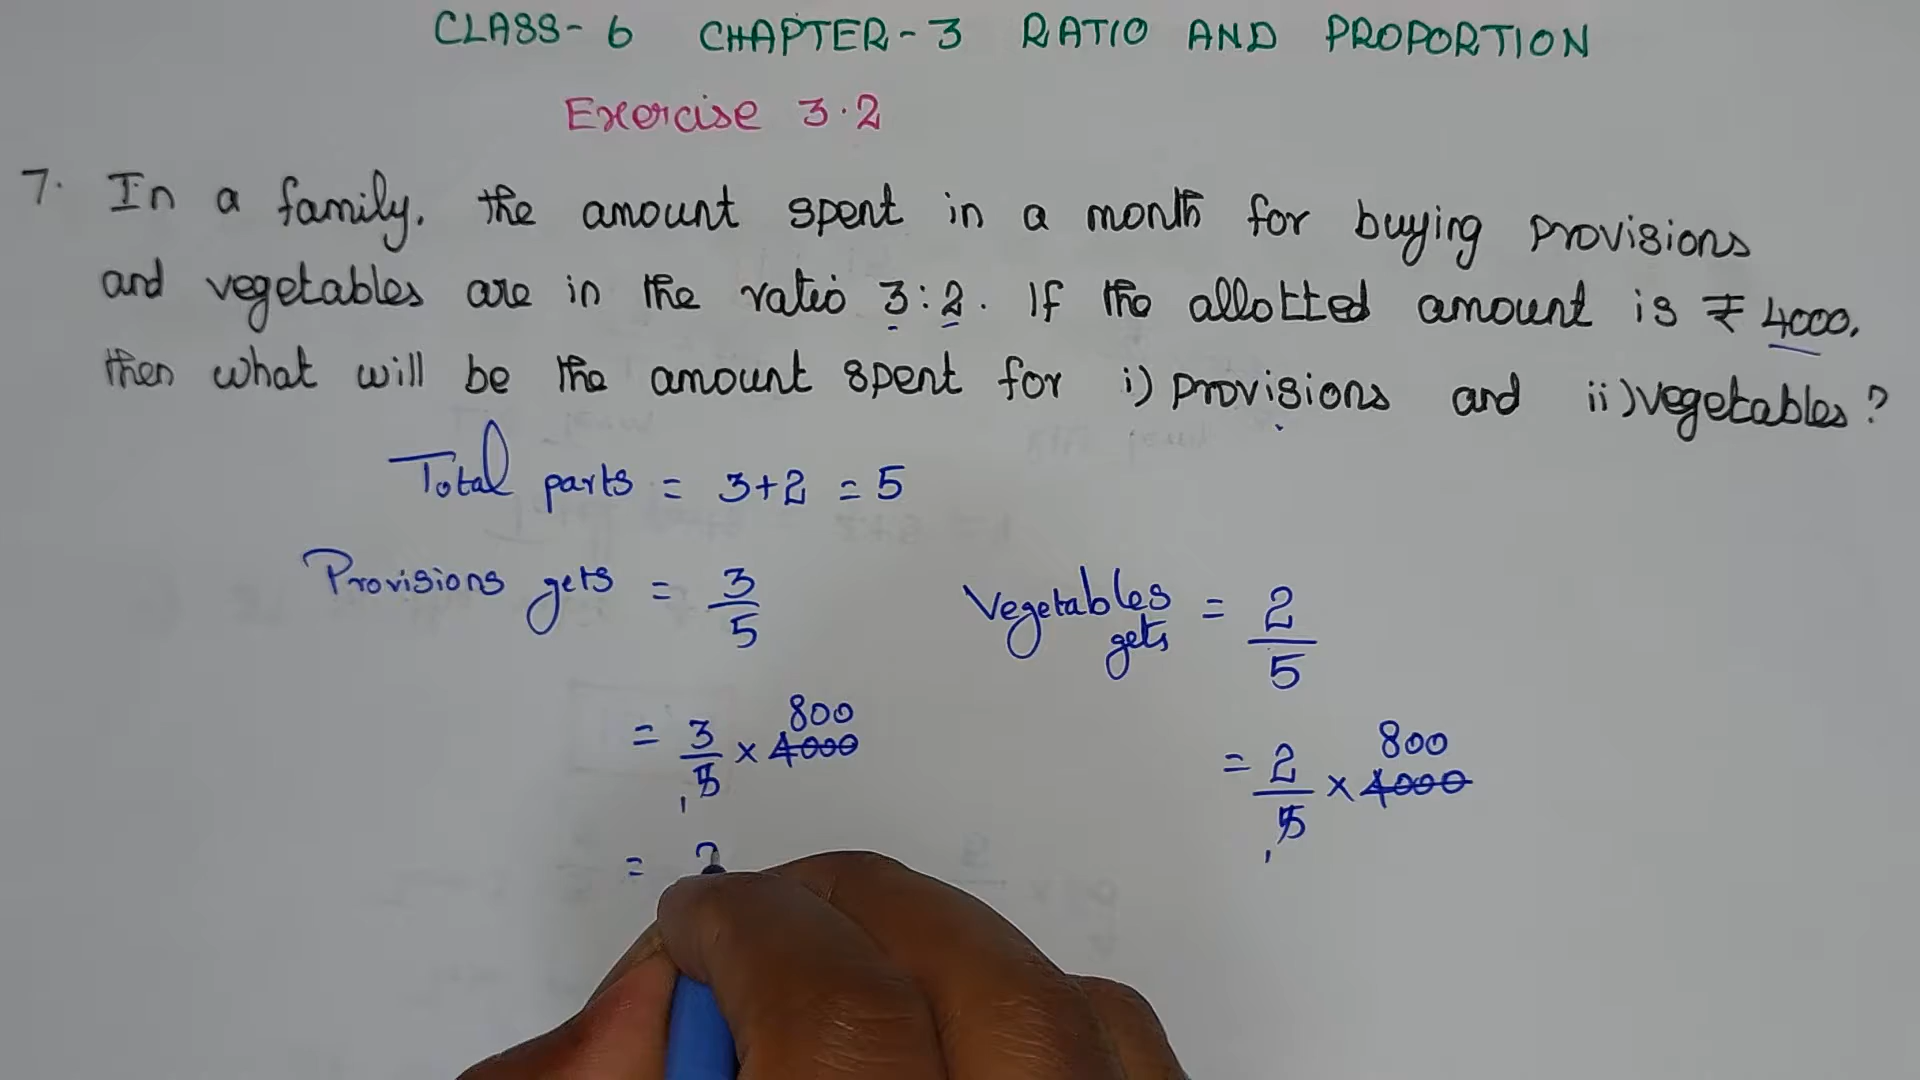 CLASS- 6 CHAPTER- 3 RATIO AND PROPORTION
Exercise 3.2
7. In a family, the amount spent in a month for buying provisions
and vegetables are in the ratio 3:2. If the allotted amount is ₹ 4000,
then what will be the amount spent for i) provisions and ii) vegetables?
Total parts = 3+2 = 5
Provisions gets = 3/5
Vegetables gets = 2/5
= 3/5 × 4000 800 1
= 2/5 × 4000 800 1
=